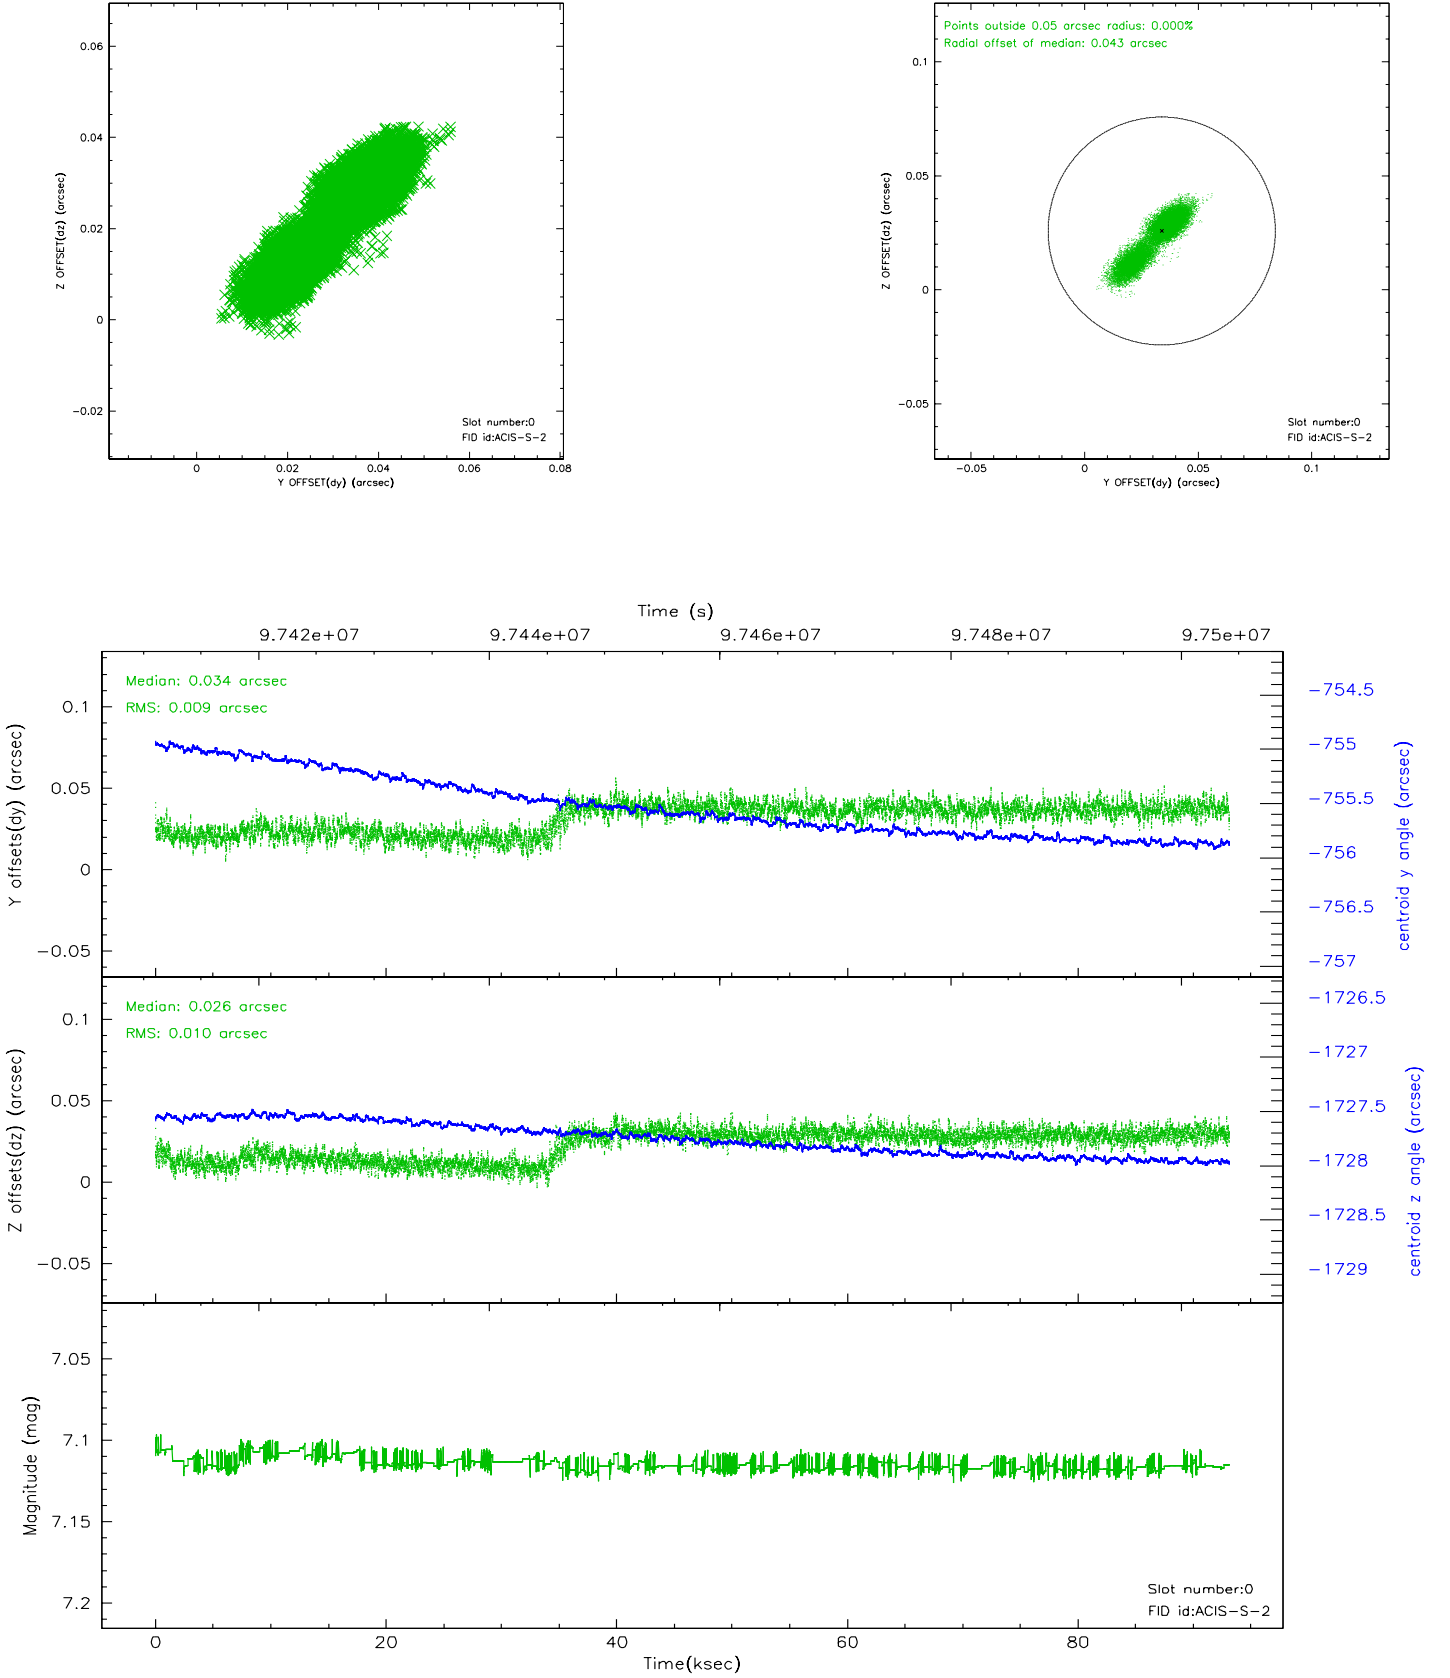 0.06
0.04
0.02
0
−0.02
Z OFFSET(dz) (arcsec)
Slot number:0
FID id:ACIS−S−2
0 0.02 0.04 0.06 0.08
Y OFFSET(dy) (arcsec)
Points outside 0.05 arcsec radius: 0.000%
Radial offset of median: 0.043 arcsec
0.1
0.05
0
−0.05
Z OFFSET(dz) (arcsec)
Slot number:0
FID id:ACIS−S−2
−0.05 0 0.05 0.1
Y OFFSET(dy) (arcsec)
Time (s)
9.742e+07 9.744e+07 9.746e+07 9.748e+07 9.75e+07
Median: 0.034 arcsec
RMS: 0.009 arcsec
0.1
0.05
0
−0.05
Y offsets(dy) (arcsec)
−754.5
−755
−755.5
−756
−756.5
−757
centroid y angle (arcsec)
Median: 0.026 arcsec
RMS: 0.010 arcsec
0.1
0.05
0
−0.05
Z offsets(dz) (arcsec)
−1726.5
−1727
−1727.5
−1728
−1728.5
−1729
centroid z angle (arcsec)
7.05
7.1
7.15
7.2
Magnitude (mag)
Slot number:0
FID id:ACIS−S−2
0 20 40 60 80
Time(ksec)